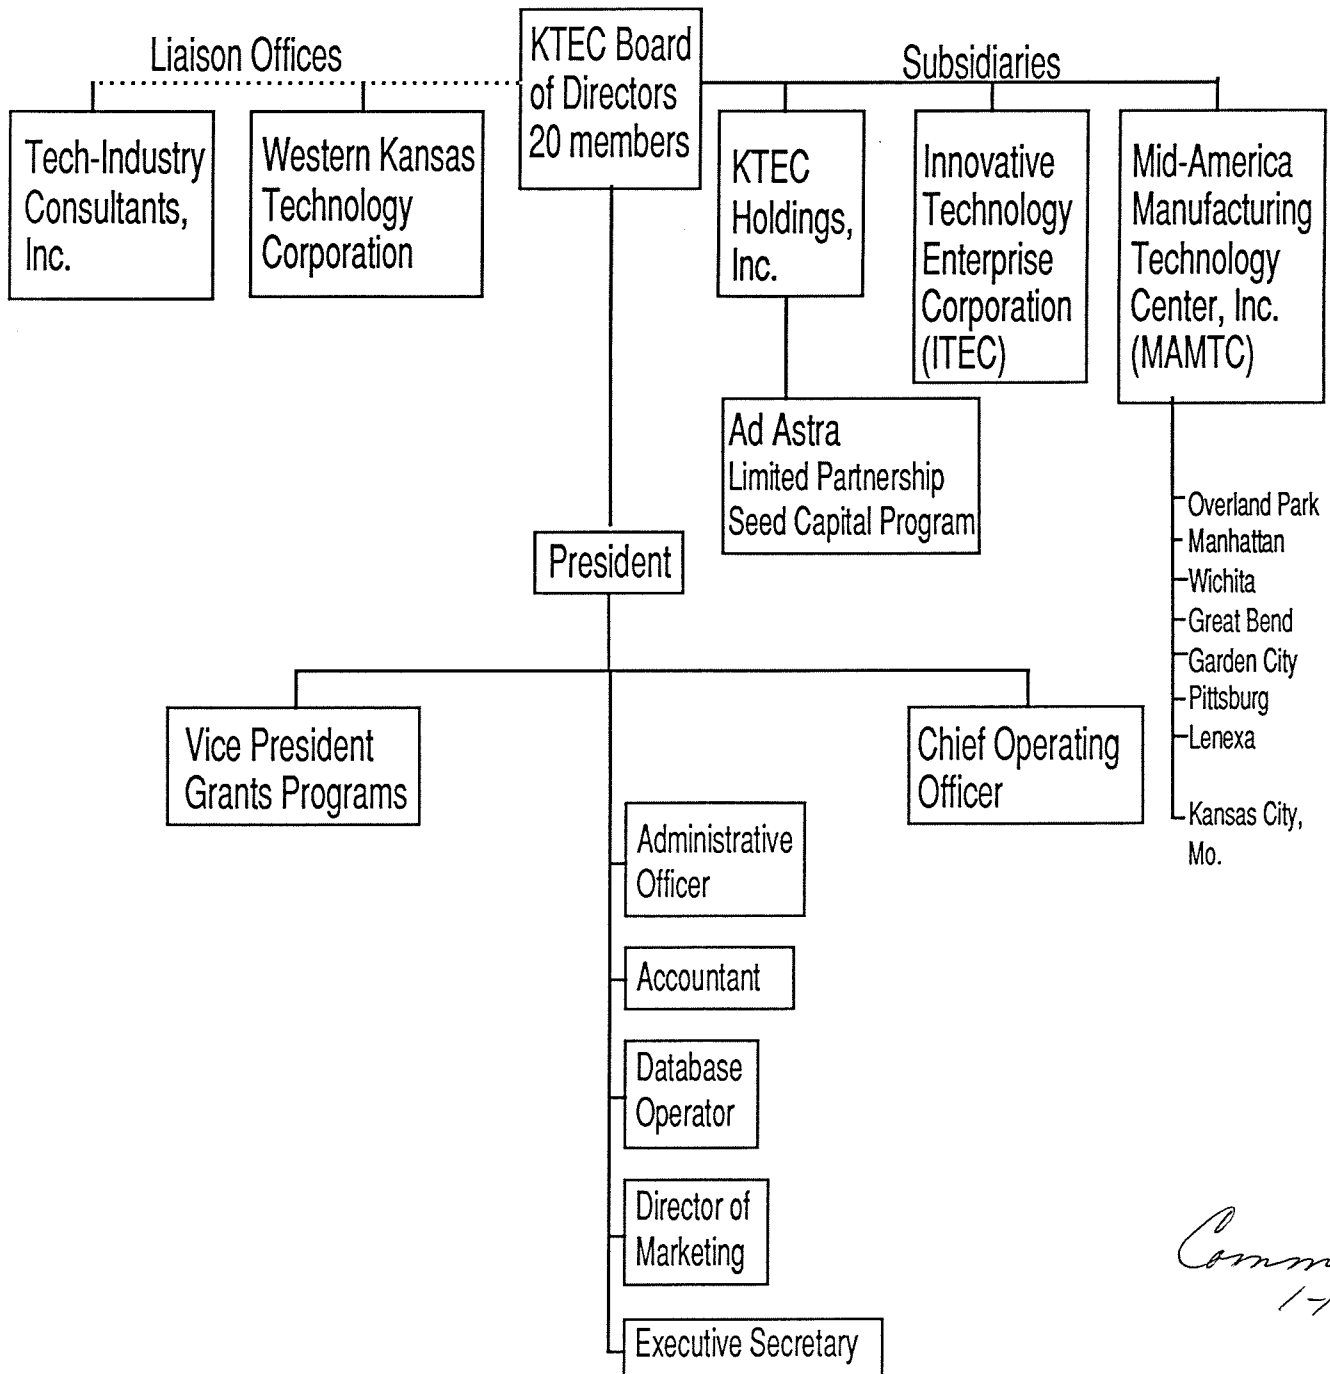 Liaison Offices
KTEC Board
of Directors
20 members
Subsidiaries
Tech-Industry
Consultants,
Inc.
Western Kansas
Technology
Corporation
KTEC
Holdings,
Inc.
Innovative
Technology
Enterprise
Corporation
(ITEC)
Mid-America
Manufacturing
Technology
Center, Inc.
(MAMTC)
Ad Astra
Limited Partnership
Seed Capital Program
Overland Park
Manhattan
Wichita
Great Bend
Garden City
Pittsburg
Lenexa
Kansas City,
Mo.
President
Vice President
Grants Programs
Chief Operating
Officer
Administrative
Officer
Accountant
Database
Operator
Director of
Marketing
Executive Secretary